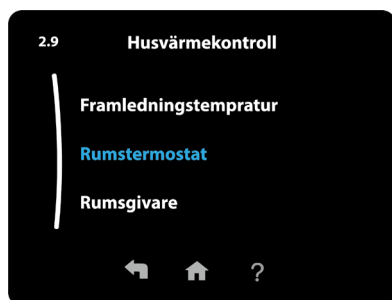 2.9 Husvärmekontroll
Framledningstempratur
Rumstermostat
Rumsgivare
?